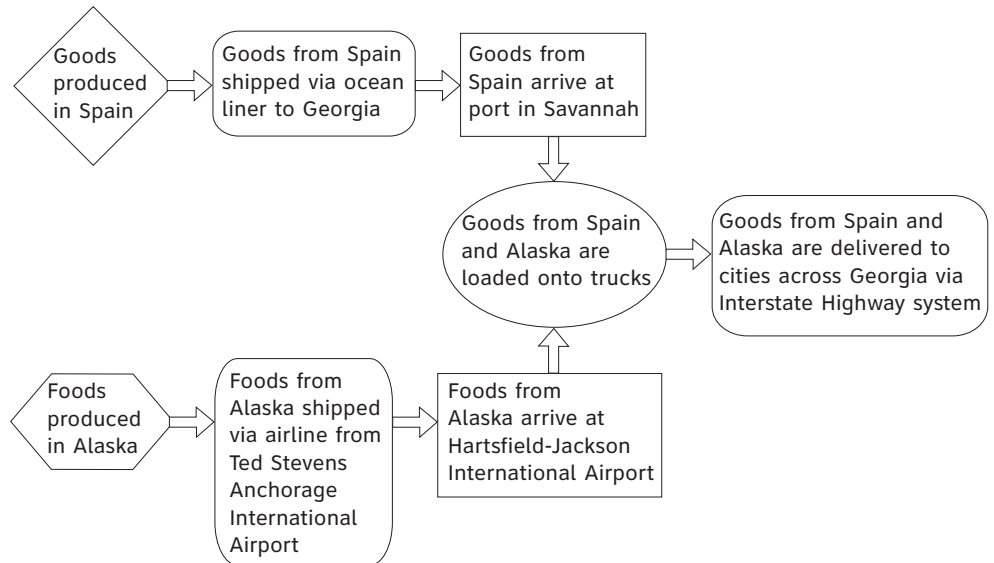 Goods
produced
in Spain
Goods from Spain
shipped via ocean
liner to Georgia
Goods from
Spain arrive at
port in Savannah
Goods from Spain
and Alaska are
loaded onto trucks
Goods from Spain and
Alaska are delivered to
cities across Georgia via
Interstate Highway system
Foods
produced
in Alaska
Foods from
Alaska shipped
via airline from
Ted Stevens
Anchorage
International
Airport
Foods from
Alaska arrive at
Hartsfield-Jackson
International Airport